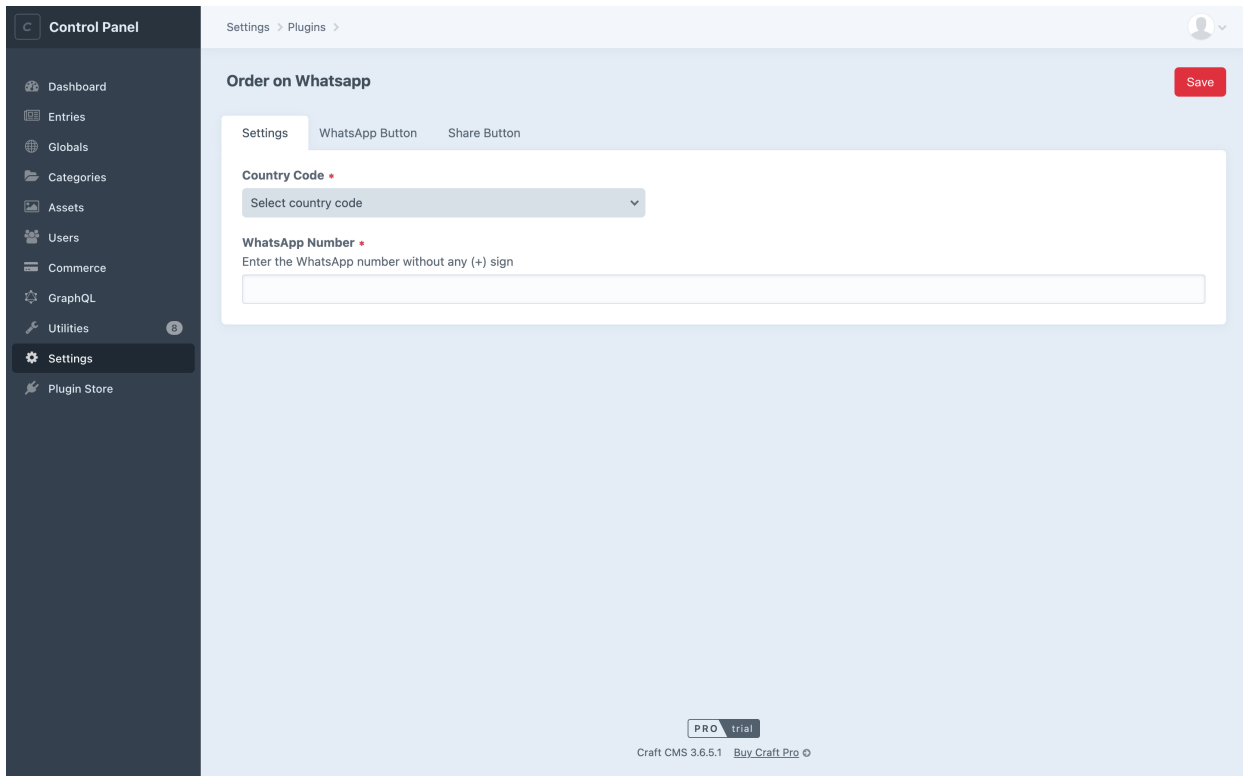 C Control Panel
Settings > Plugins >
Dashboard
Entries
Globals
Categories
Assets
Users
Commerce
GraphQL
Utilities 8
Settings
Plugin Store
Order on Whatsapp
Save
Settings WhatsApp Button Share Button
Country Code *
Select country code
WhatsApp Number *
Enter the WhatsApp number without any (+) sign
PRO trial
Craft CMS 3.6.5.1 Buy Craft Pro